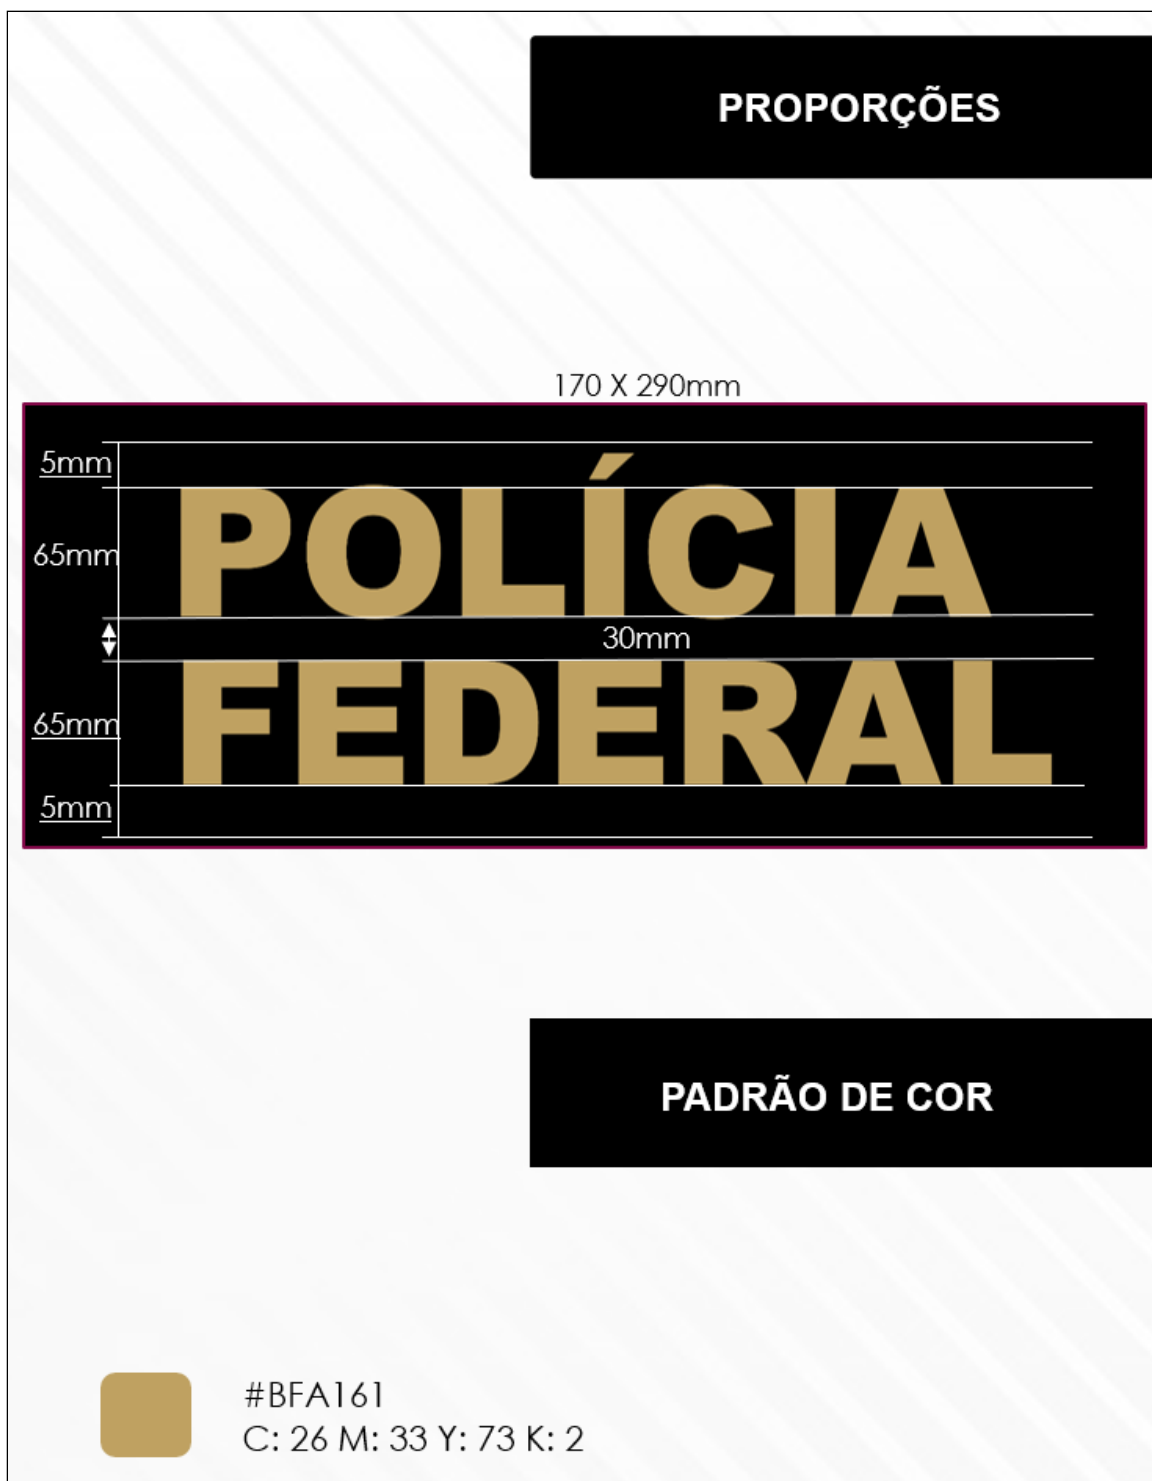 PROPORÇÕES
170 X 290mm
5mm
POLÍCIA
65mm
30mm
FEDERAL
65mm
5mm
PADRÃO DE COR
#BFA161
C: 26 M: 33 Y: 73 K: 2